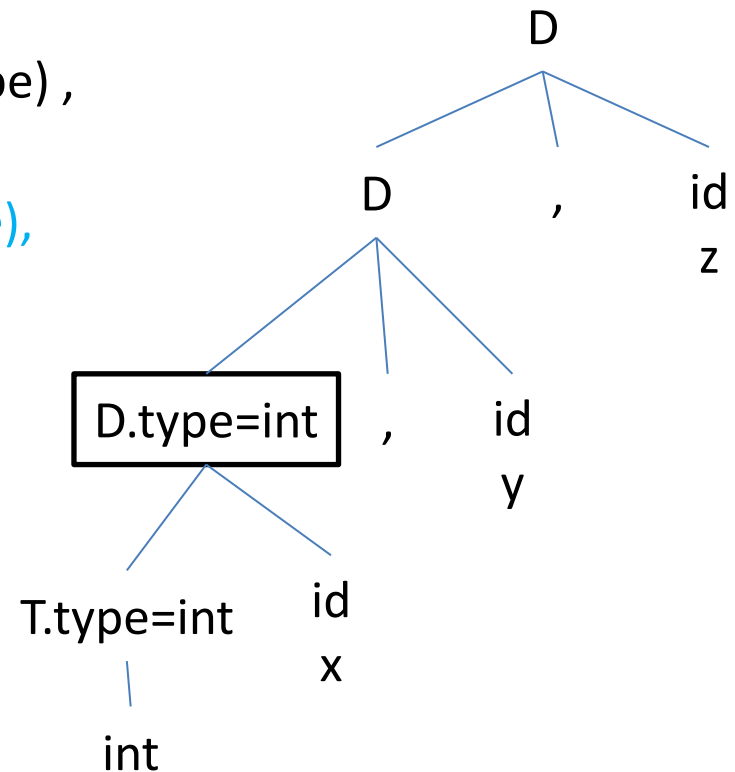 D
pe) ,
D , id
z
),
D.type=int , id
y
T.type=int id
x
int